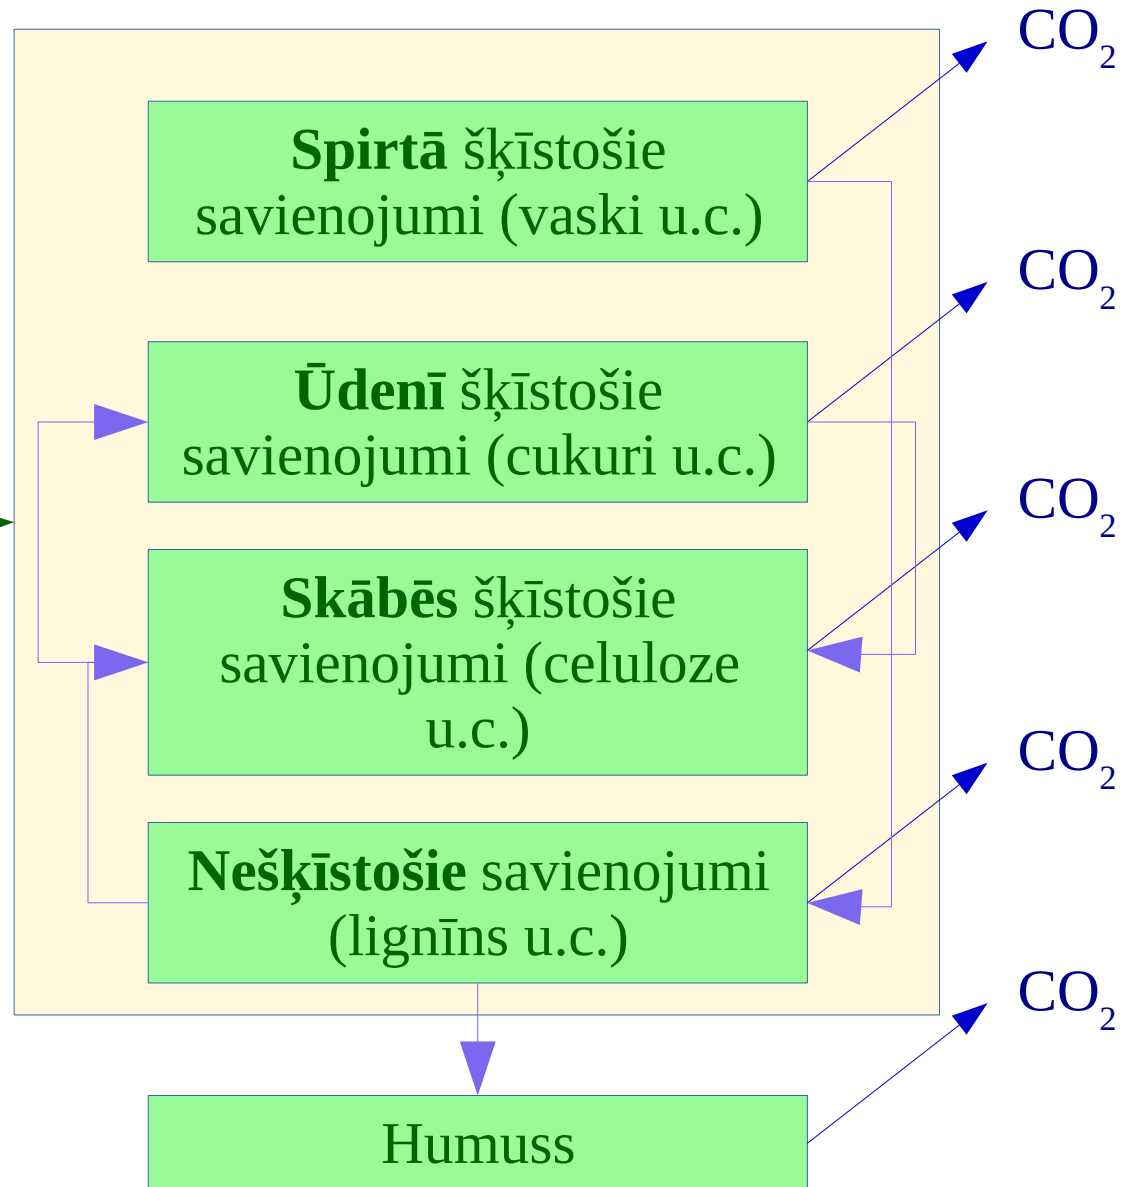 CO₂
Spirtā šķīstošie
savienojumi (vaski u.c.)
CO₂
Ūdenī šķīstošie
savienojumi (cukuri u.c.)
CO₂
Skābēs šķīstošie
savienojumi (celuloze
u.c.)
CO₂
Nešķīstošie savienojumi
(lignīns u.c.)
CO₂
Humuss